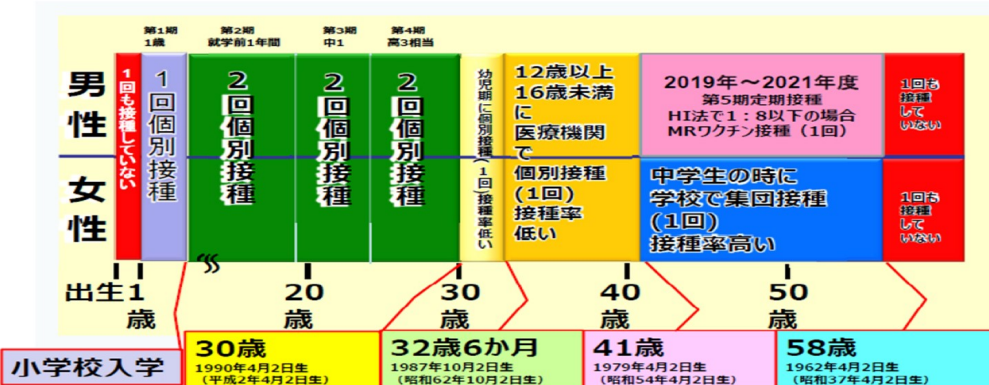 第1期
1歳
第2期
就学前1年間
第3期
中1
第4期
高3相当
男性
女性
1回も接種していない
1回個別接種
2回個別接種
2回個別接種
2回個別接種
幼児期に個別接種(1回)接種率低い
12歳以上
16歳未満
に
医療機関
で
個別接種
(1回)
接種率
低い
2019年～2021年度
第5期定期接種
HI法で1：8以下の場合
MRワクチン接種（1回）
中学生の時に
学校で集団接種
(1回)
接種率高い
1回も
接種
して
いない
1回も
接種
して
いない
出生
1歳
20歳
30歳
40歳
50歳
小学校入学
30歳
1990年4月2日生
（平成2年4月2日生）
32歳6か月
1987年10月2日生
（昭和62年10月2日生）
41歳
1979年4月2日生
（昭和54年4月2日生）
58歳
1962年4月2日生
（昭和37年4月2日生）